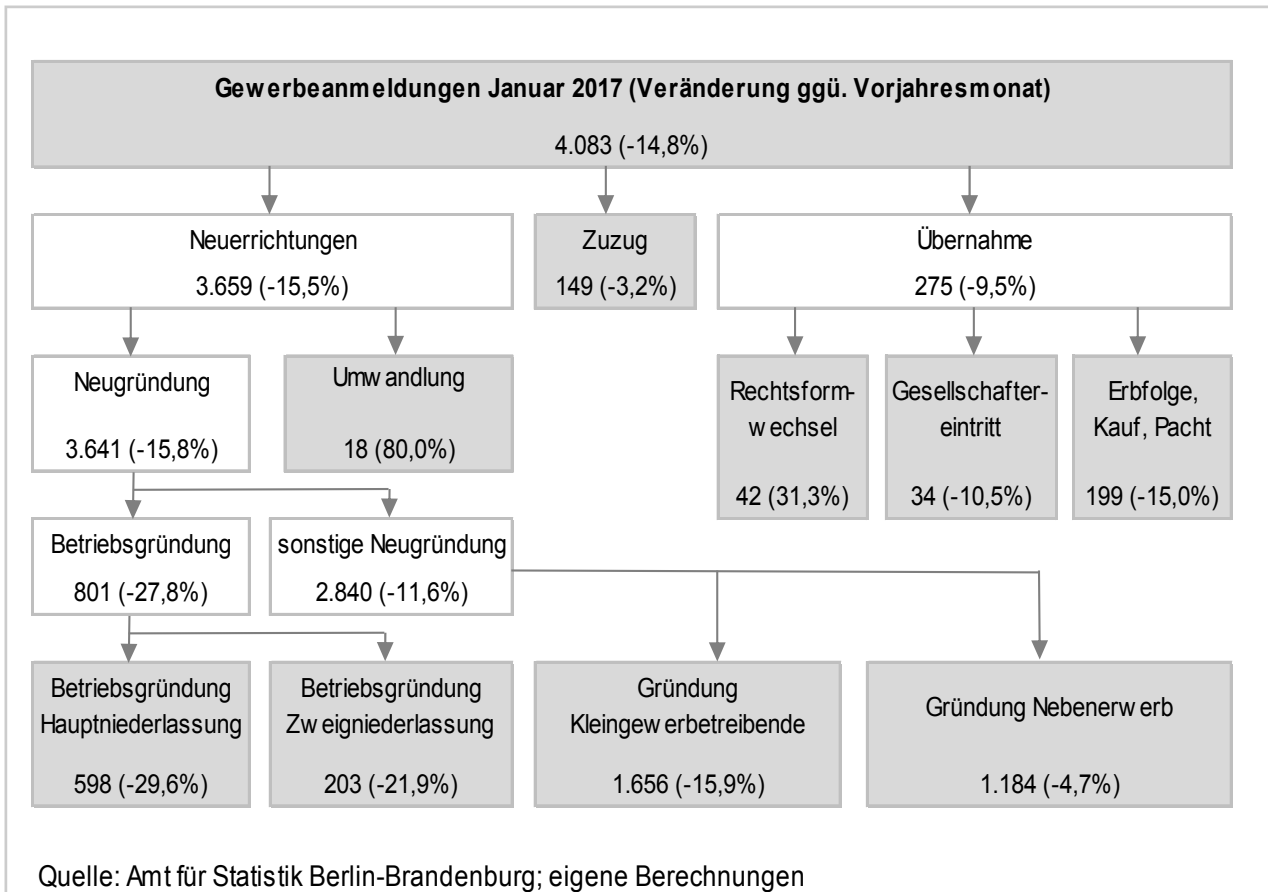 Gewerbeanmeldungen Januar 2017 (Veränderung ggü. Vorjahresmonat)
4.083 (-14,8%)
Neuerrichtungen
3.659 (-15,5%)
Zuzug
149 (-3,2%)
Übernahme
275 (-9,5%)
Neugründung
3.641 (-15,8%)
Umwandlung
18 (80,0%)
Rechtsform-
wechsel
42 (31,3%)
Gesellschafter-
eintritt
34 (-10,5%)
Erbfolge,
Kauf, Pacht
199 (-15,0%)
Betriebsgründung
801 (-27,8%)
sonstige Neugründung
2.840 (-11,6%)
Betriebsgründung
Hauptniederlassung
598 (-29,6%)
Betriebsgründung
Zweigniederlassung
203 (-21,9%)
Gründung
Kleingewerbetreibende
1.656 (-15,9%)
Gründung Nebenerwerb
1.184 (-4,7%)
Quelle: Amt für Statistik Berlin-Brandenburg; eigene Berechnungen